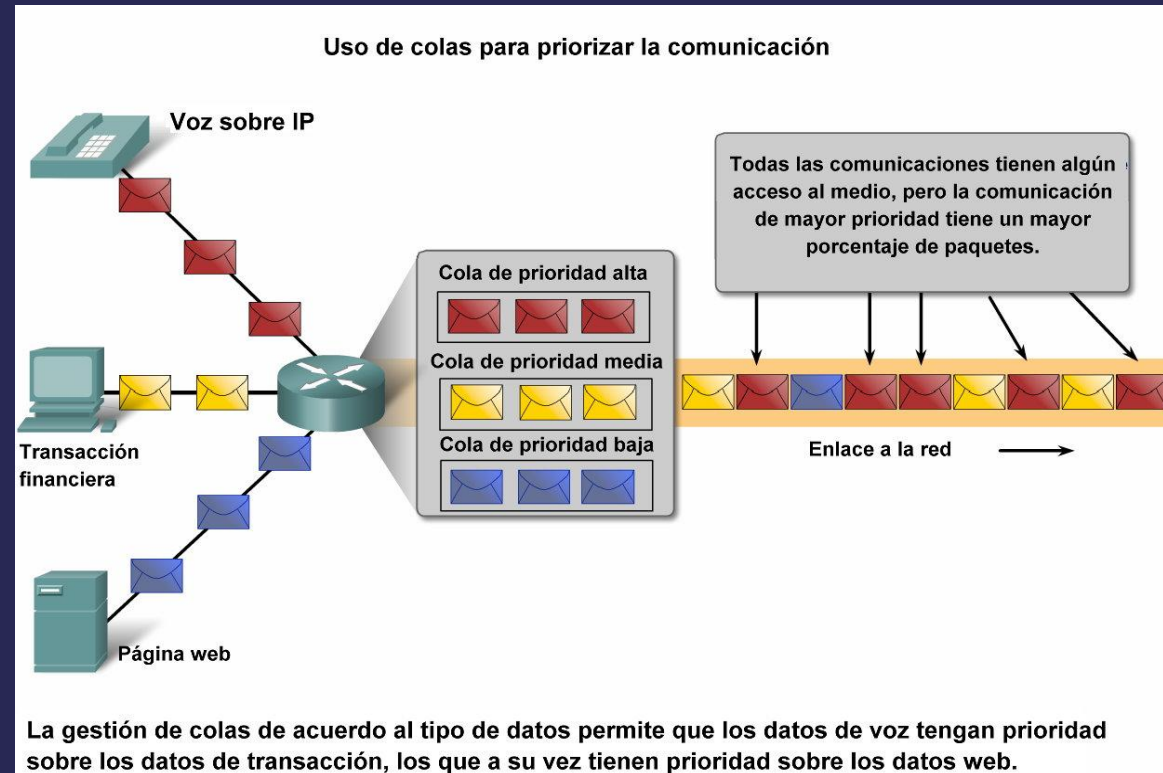 Uso de colas para priorizar la comunicación
Voz sobre IP
Todas las comunicaciones tienen algún
acceso al medio, pero la comunicación
de mayor prioridad tiene un mayor
porcentaje de paquetes.
Cola de prioridad alta
Cola de prioridad media
Cola de prioridad baja
Transacción
financiera
Enlace a la red
Página web
La gestión de colas de acuerdo al tipo de datos permite que los datos de voz tengan prioridad
sobre los datos de transacción, los que a su vez tienen prioridad sobre los datos web.